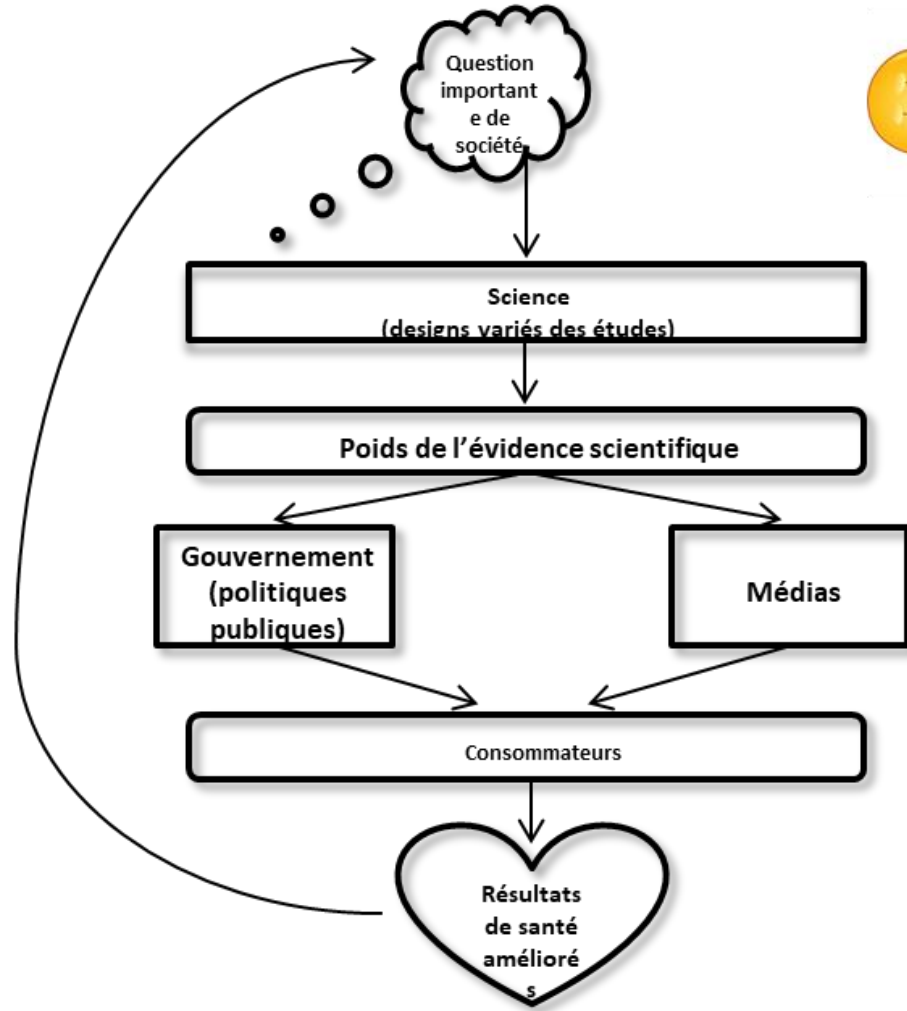 Question
important
e de
société
Science
(designs variés des études)
Poids de l’évidence scientifique
Gouvernement
(politiques
publiques)
Médias
Consommateurs
Résultats
de santé
amélioré
s